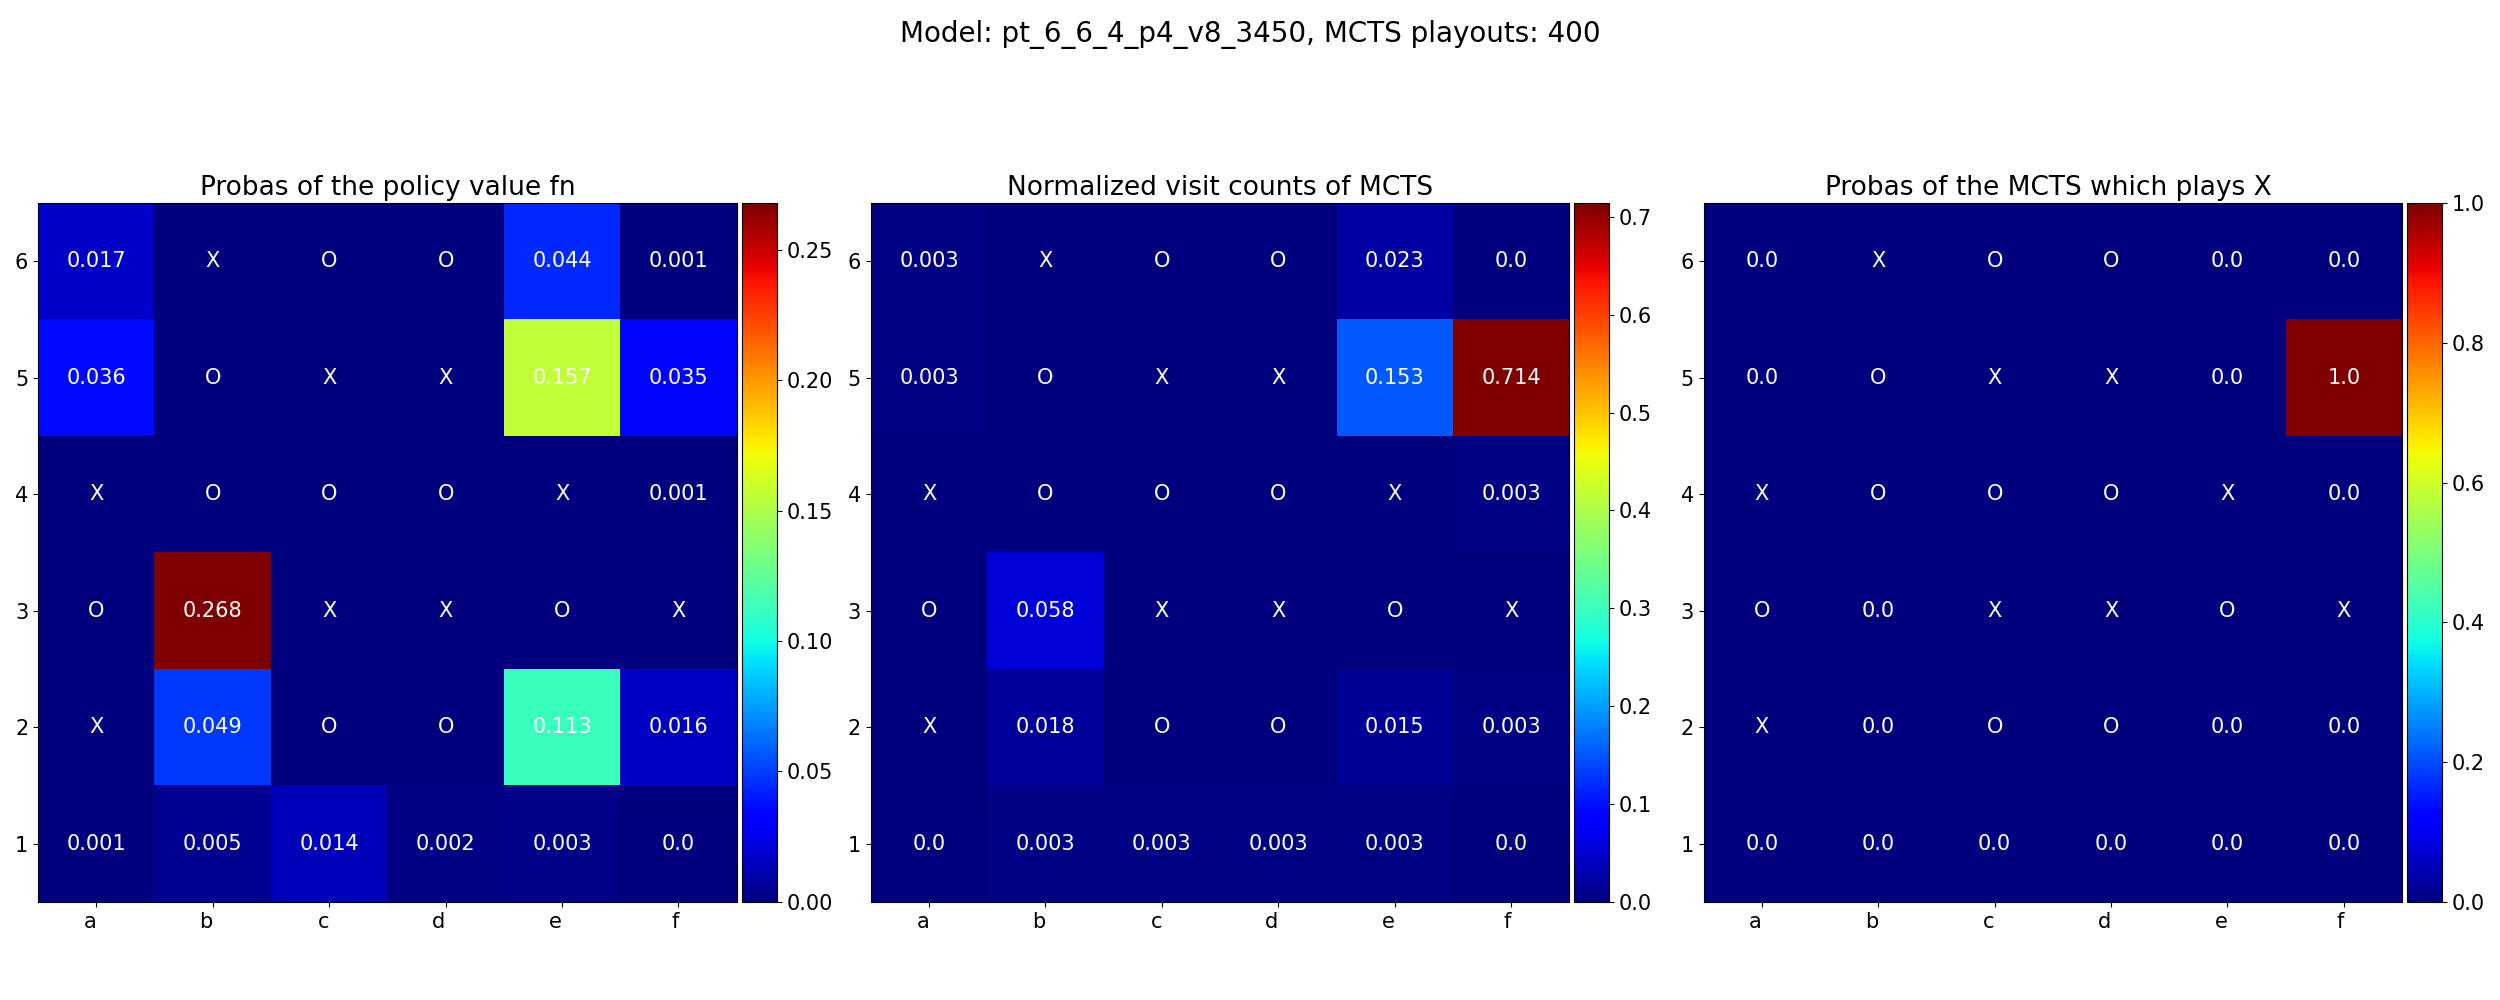 Model: pt_6_6_4_p4_v8_3450, MCTS playouts: 400
Probas of the policy value fn
6 0.017 X O O 0.044 0.001
5 0.036 O X X 0.157 0.035
4 X O O O X 0.001
3 O 0.268 X X O X
2 X 0.049 O O 0.113 0.016
1 0.001 0.005 0.014 0.002 0.003 0.0
a b c d e f
0.25
0.20
0.15
0.10
0.05
0.00
Normalized visit counts of MCTS
6 0.003 X O O 0.023 0.0
5 0.003 O X X 0.153 0.714
4 X O O O X 0.003
3 O 0.058 X X O X
2 X 0.018 O O 0.015 0.003
1 0.0 0.003 0.003 0.003 0.003 0.0
a b c d e f
0.7
0.6
0.5
0.4
0.3
0.2
0.1
0.0
Probas of the MCTS which plays X
6 0.0 X O O 0.0 0.0
5 0.0 O X X 0.0 1.0
4 X O O O X 0.0
3 O 0.0 X X O X
2 X 0.0 O O 0.0 0.0
1 0.0 0.0 0.0 0.0 0.0 0.0
a b c d e f
1.0
0.8
0.6
0.4
0.2
0.0